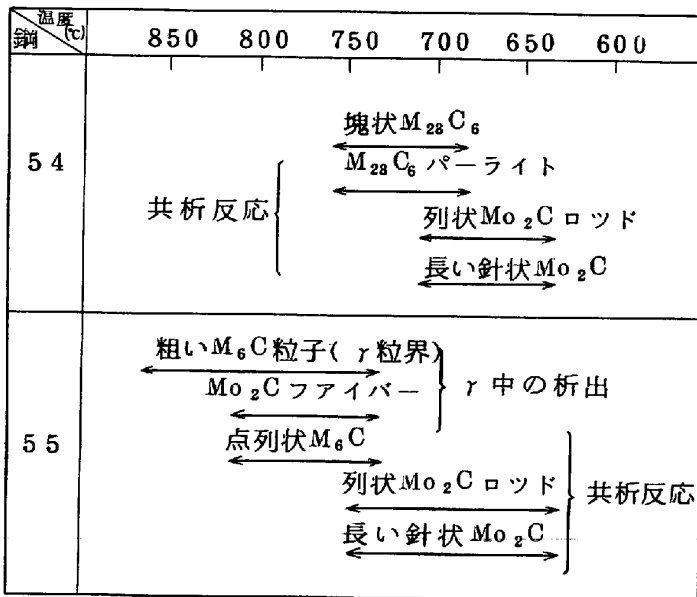 鋼 温度(℃) 850 800 750 700 650 600
54
塊状M₂₃C₆
M₂₃C₆パーライト
共析反応
列状Mo₂Cロッド
長い針状Mo₂C
55
粗いM₆C粒子(γ粒界)
Mo₂Cフアイバー
γ中の析出
点列状M₆C
列状Mo₂Cロッド
共析反応
長い針状Mo₂C